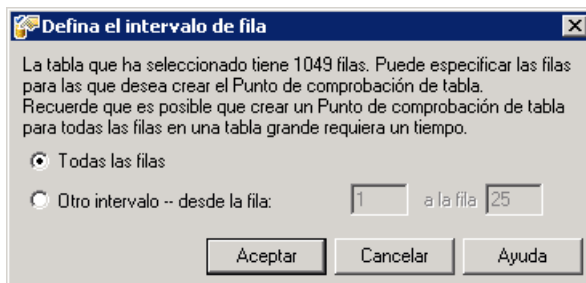 Defina el intervalo de fila
La tabla que ha seleccionado tiene 1049 filas. Puede especificar las filas
para las que desea crear el Punto de comprobación de tabla.
Recuerde que es posible que crear un Punto de comprobación de tabla
para todas las filas en una tabla grande requiera un tiempo.
Todas las filas
Otro intervalo -- desde la fila: 1 a la fila 25
Aceptar Cancelar Ayuda